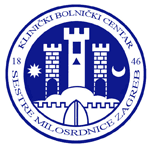 KLINIČKI BOLNIČKI CENTAR
18 46
SESTRE MILOSRDNICE ZAGREB